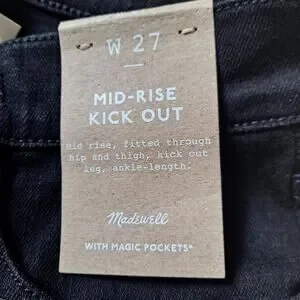 W 27
MID-RISE
KICK OUT
Mid rise, fitted through
hip and thigh, kick out
leg, ankle-length.
Madewell
WITH MAGIC POCKETS®